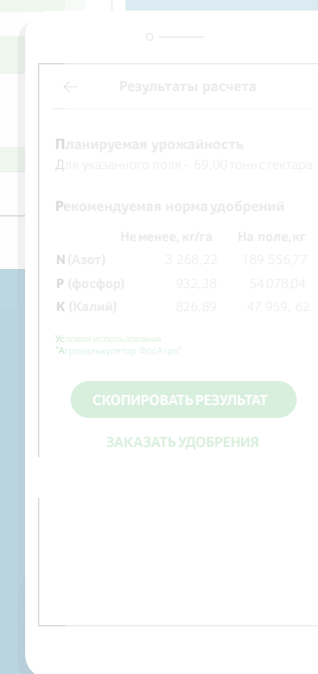 Результаты расчета
Планируемая урожайность
Для указанного поля - 69,00 тонн с гектара
Рекомендуемая норма удобрений
Не менее, кг/га На поле, кг
N (Азот) 3 268,22 189 556,77
P (фосфор) 932,38 54 078,04
K (Калий) 826,89 47 959, 62
Условия использования
"Агрокалькулятор ФосАгро"
СКОПИРОВАТЬ РЕЗУЛЬТАТ
ЗАКАЗАТЬ УДОБРЕНИЯ